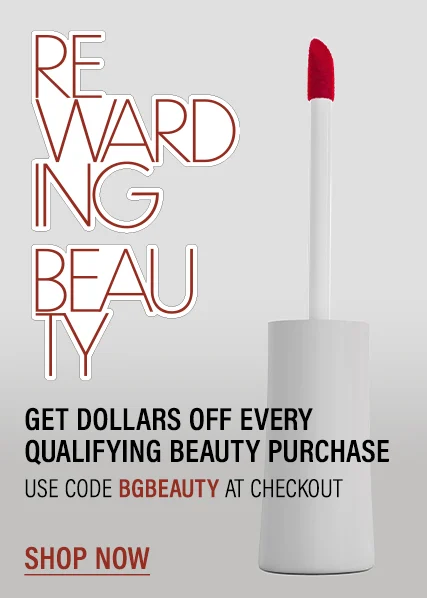 RE
WARD
ING
BEAU
TY
GET DOLLARS OFF EVERY
QUALIFYING BEAUTY PURCHASE
USE CODE BGBEAUTY AT CHECKOUT
SHOP NOW